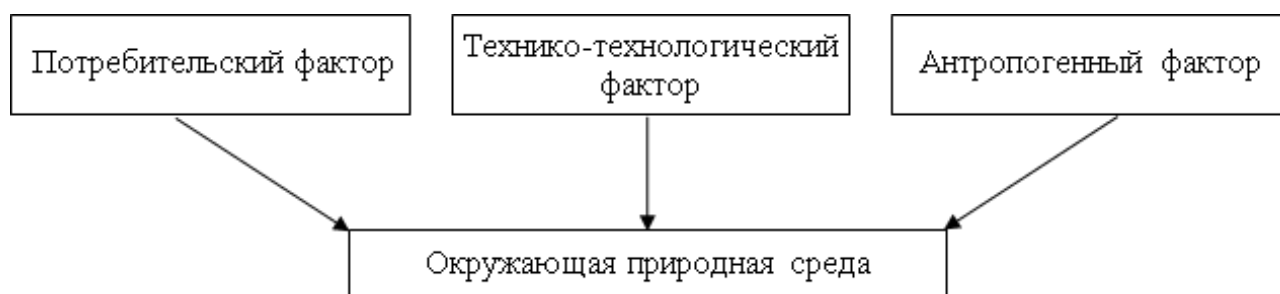 Потребительский фактор
Технико-технологический
фактор
Антропогенный фактор
Окружающая природная среда